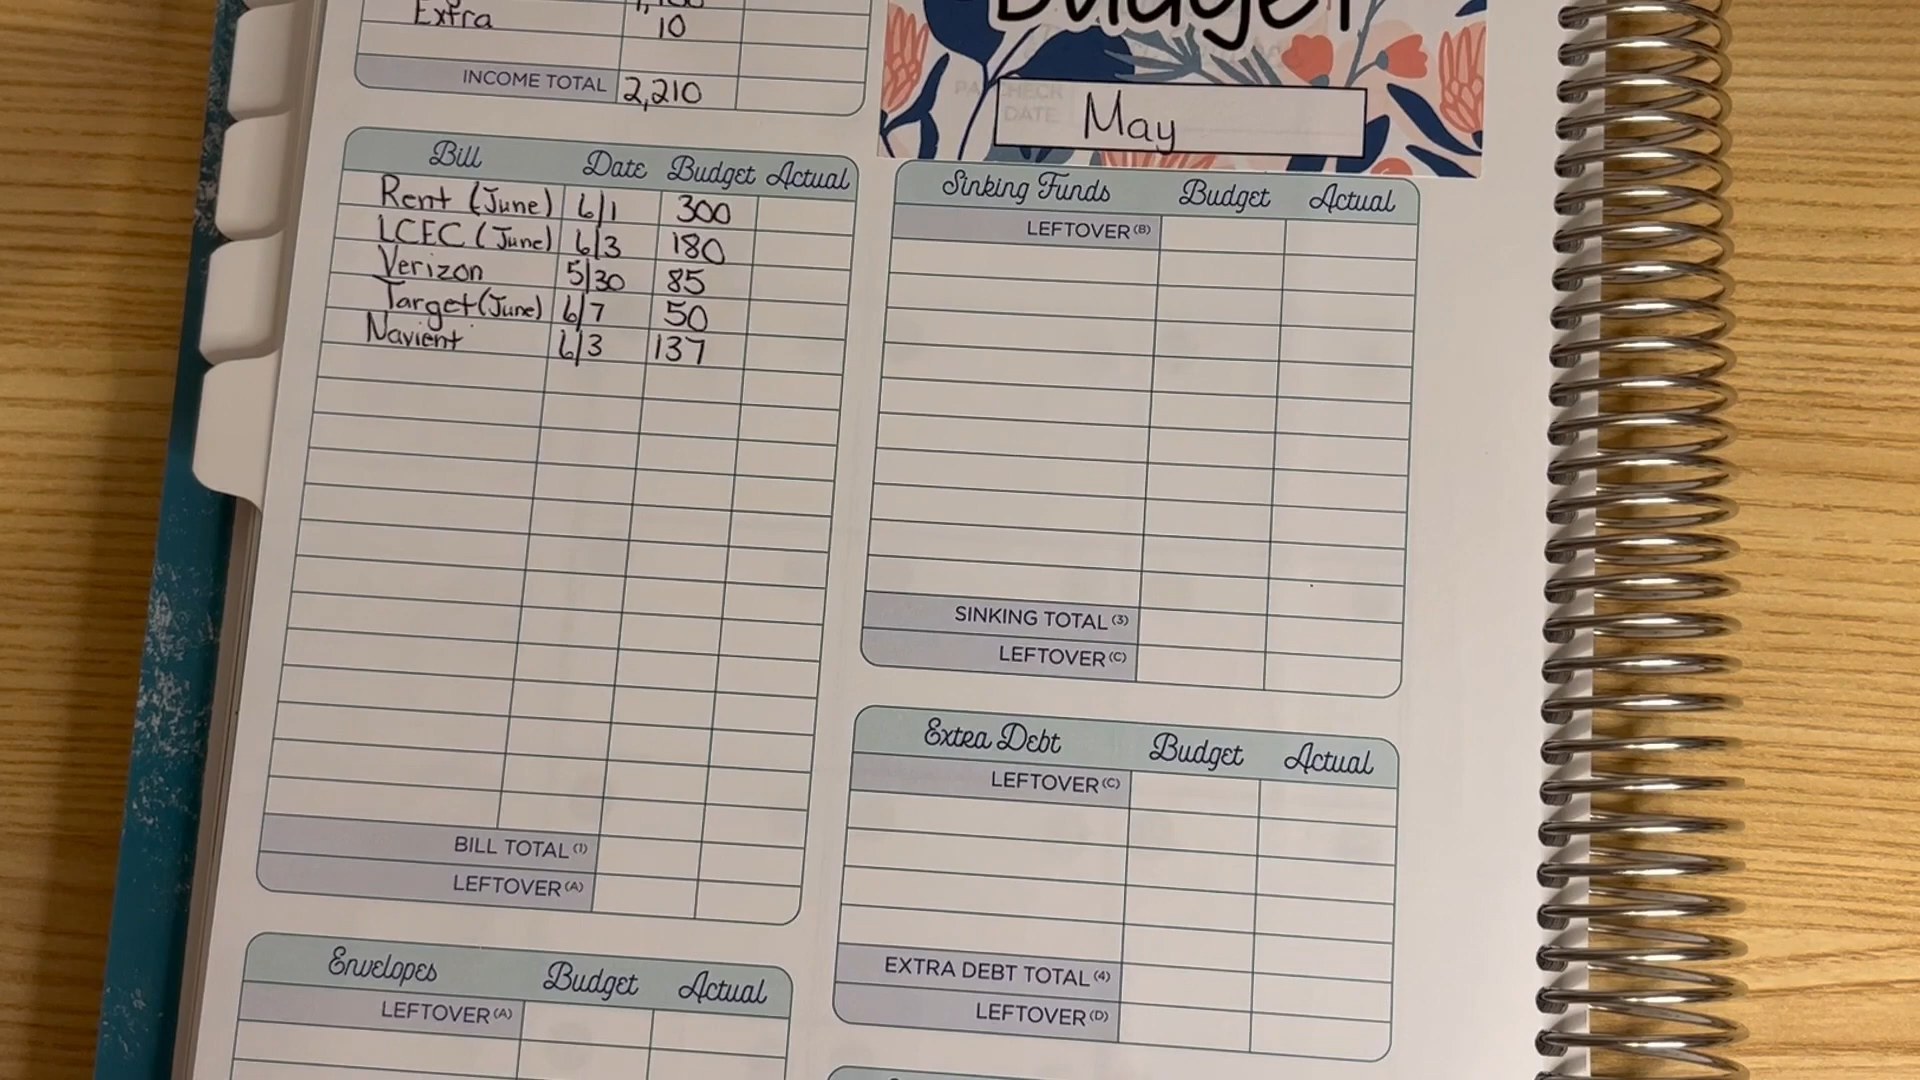 Extra 10
INCOME TOTAL 2,210
Budget
PAYCHECK
DATE
May
Bill Date Budget Actual
Rent (June) 6/1 300
LCEC (June) 6/3 180
Verizon 5/30 85
Target (June) 6/7 50
Navient 6/3 137
BILL TOTAL (1)
LEFTOVER (A)
Envelopes Budget Actual
LEFTOVER (A)
Sinking Funds Budget Actual
LEFTOVER (B)
SINKING TOTAL (3)
LEFTOVER (C)
Extra Debt Budget Actual
LEFTOVER (C)
EXTRA DEBT TOTAL (4)
LEFTOVER (D)